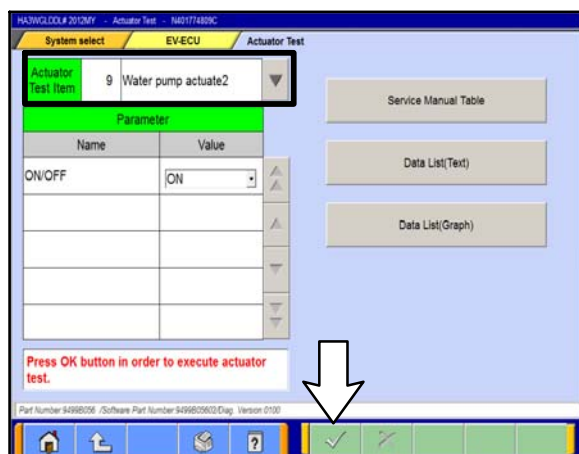 HA3WGLDDL# 2012MY - Actuator Test - N401774809C
System select EV-ECU Actuator Test
Actuator
Test Item 9 Water pump actuate2
Service Manual Table
Parameter
Name Value
Data List(Text)
ON/OFF ON
Data List(Graph)
Press OK button in order to execute actuator
test.
Part Number 9499B056 /Software Part Number 9499B05602/Diag. Version 0100
?